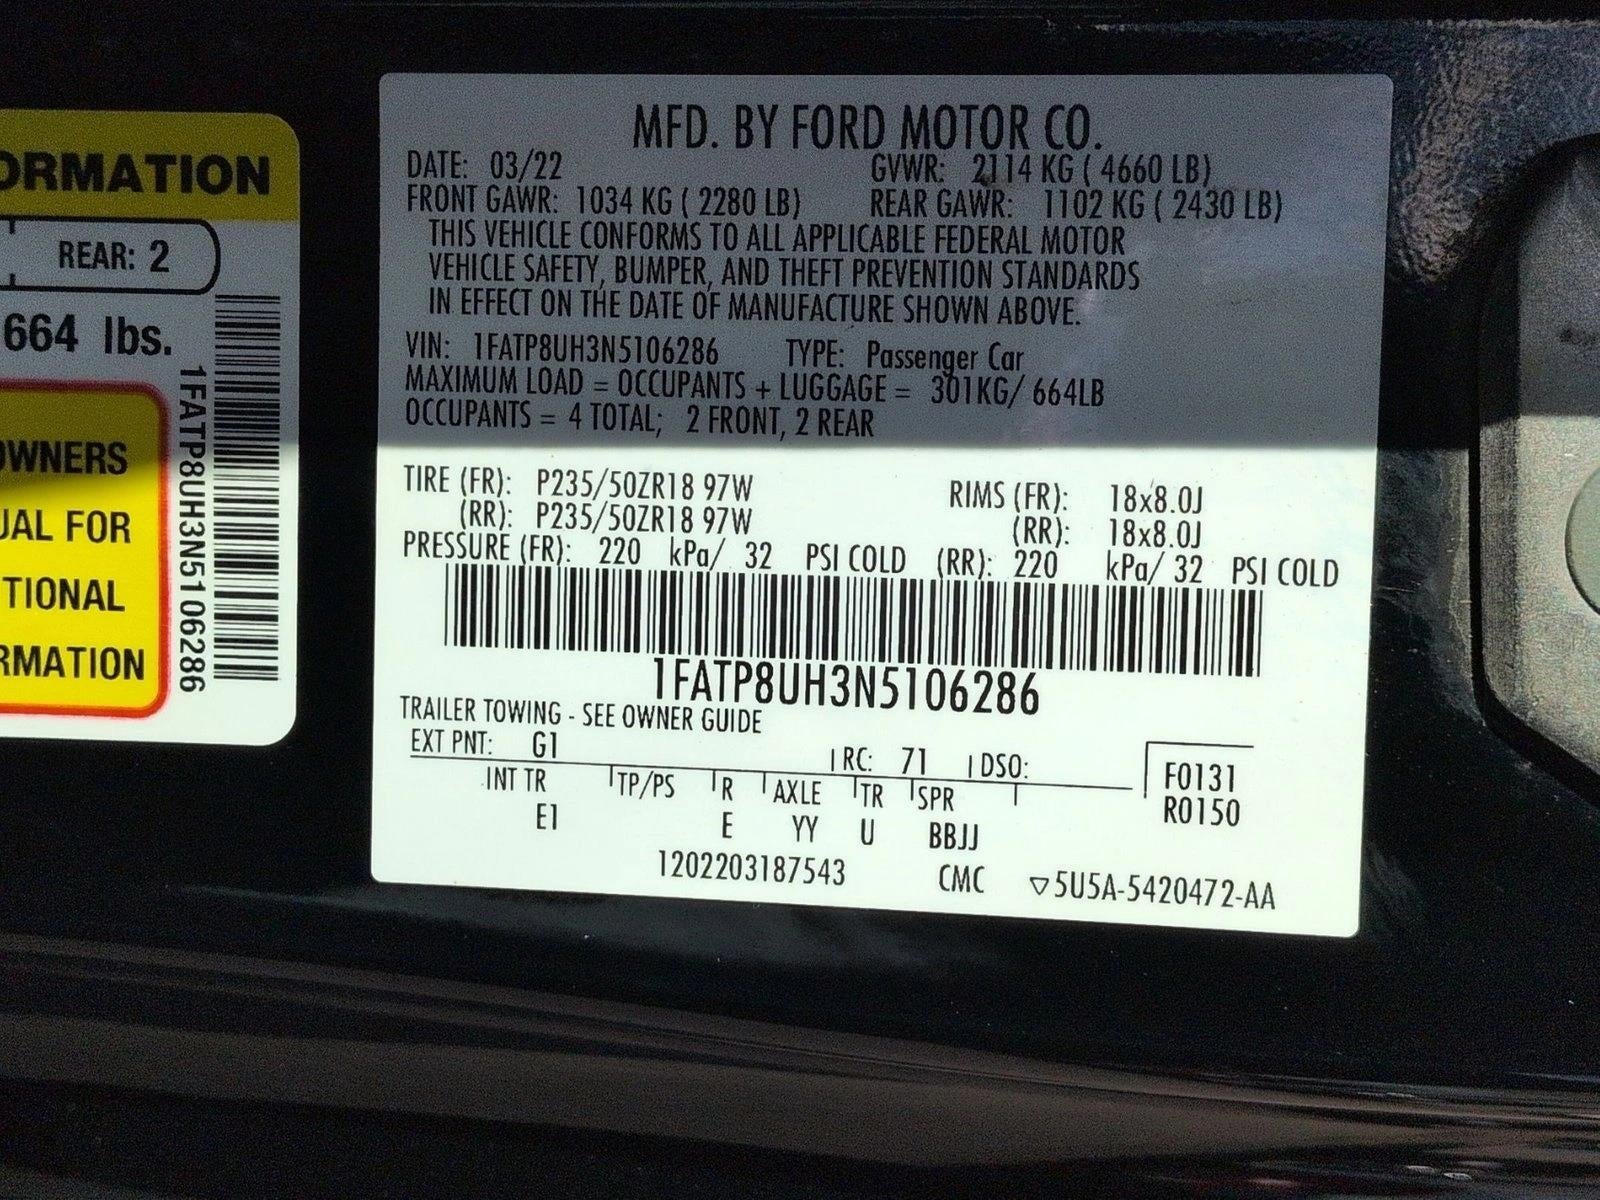 ORMATION
REAR: 2
664 lbs.
OWNERS
UAL FOR
TIONAL
RMATION
1FATP8UH3N5106286
MFD. BY FORD MOTOR CO.
DATE: 03/22 GVWR: 2114 KG ( 4660 LB)
FRONT GAWR: 1034 KG ( 2280 LB) REAR GAWR: 1102 KG ( 2430 LB)
THIS VEHICLE CONFORMS TO ALL APPLICABLE FEDERAL MOTOR
VEHICLE SAFETY, BUMPER, AND THEFT PREVENTION STANDARDS
IN EFFECT ON THE DATE OF MANUFACTURE SHOWN ABOVE.
VIN: 1FATP8UH3N5106286 TYPE: Passenger Car
MAXIMUM LOAD = OCCUPANTS + LUGGAGE = 301KG/ 664LB
OCCUPANTS = 4 TOTAL; 2 FRONT, 2 REAR
TIRE (FR): P235/50ZR18 97W RIMS (FR): 18x8.0J
(RR): P235/50ZR18 97W (RR): 18x8.0J
PRESSURE (FR): 220 kPa/ 32 PSI COLD (RR): 220 kPa/ 32 PSI COLD
1FATP8UH3N5106286
TRAILER TOWING - SEE OWNER GUIDE
EXT PNT: G1 RC: 71 DSO: F0131
INT TR TP/PS R AXLE TR SPR R0150
E1 E YY U BBJJ
1202203187543 CMC ▽5U5A-5420472-AA